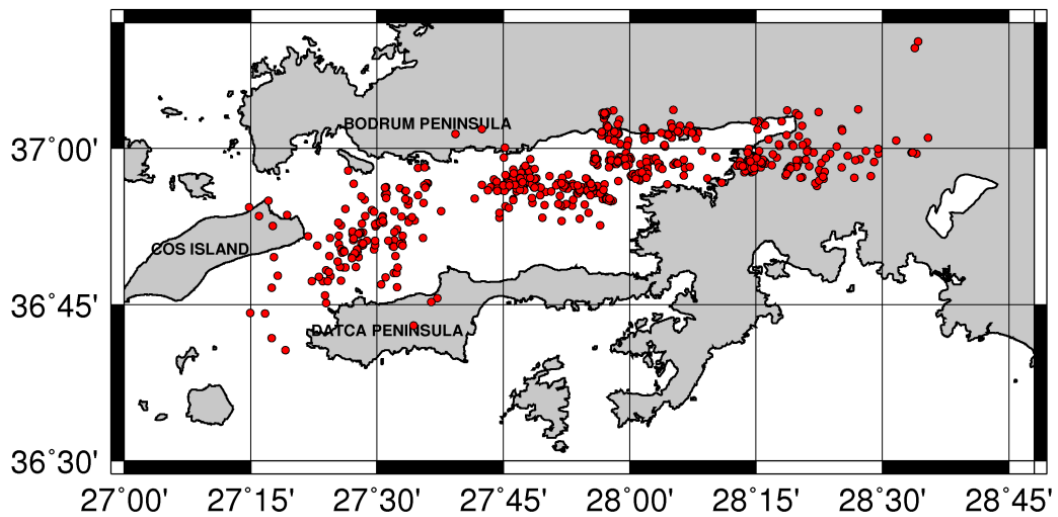 BODRUM PENINSULA
37°00'
COS ISLAND
36°45'
DATCA PENINSULA
36°30'
27°00' 27°15' 27°30' 27°45' 28°00' 28°15' 28°30' 28°45'